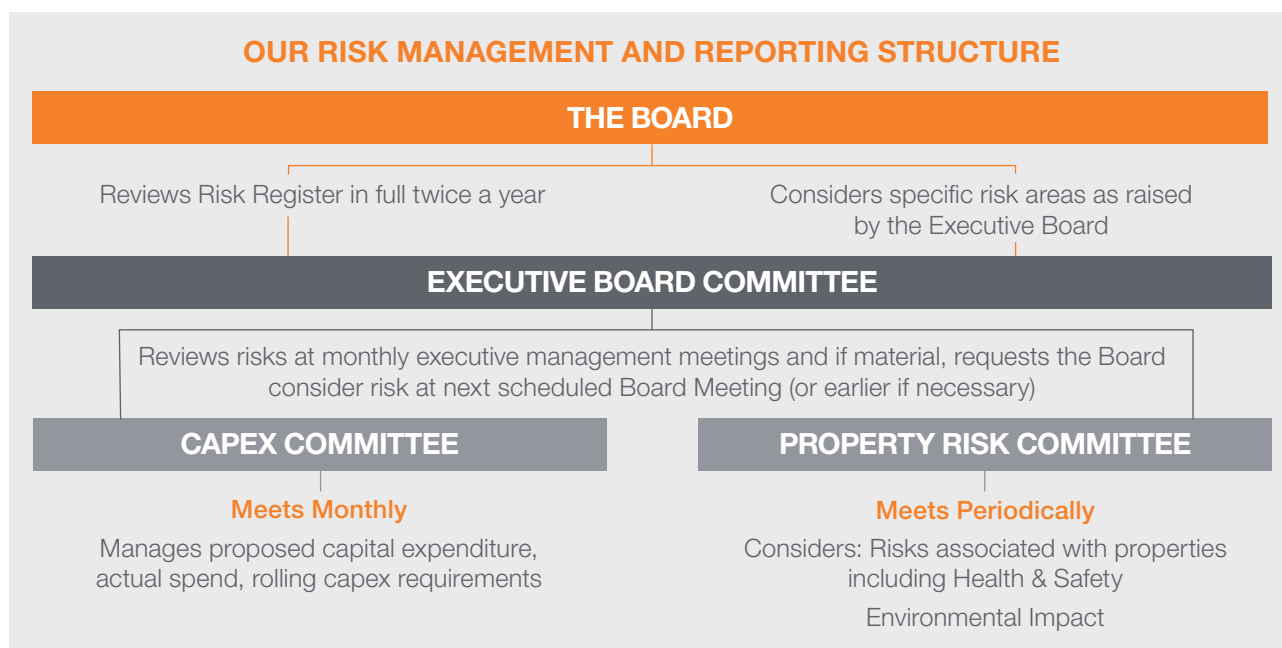 OUR RISK MANAGEMENT AND REPORTING STRUCTURE
THE BOARD
Reviews Risk Register in full twice a year
Considers specific risk areas as raised
by the Executive Board
EXECUTIVE BOARD COMMITTEE
Reviews risks at monthly executive management meetings and if material, requests the Board
consider risk at next scheduled Board Meeting (or earlier if necessary)
CAPEX COMMITTEE
Meets Monthly
Manages proposed capital expenditure,
actual spend, rolling capex requirements
PROPERTY RISK COMMITTEE
Meets Periodically
Considers: Risks associated with properties
including Health & Safety
Environmental Impact